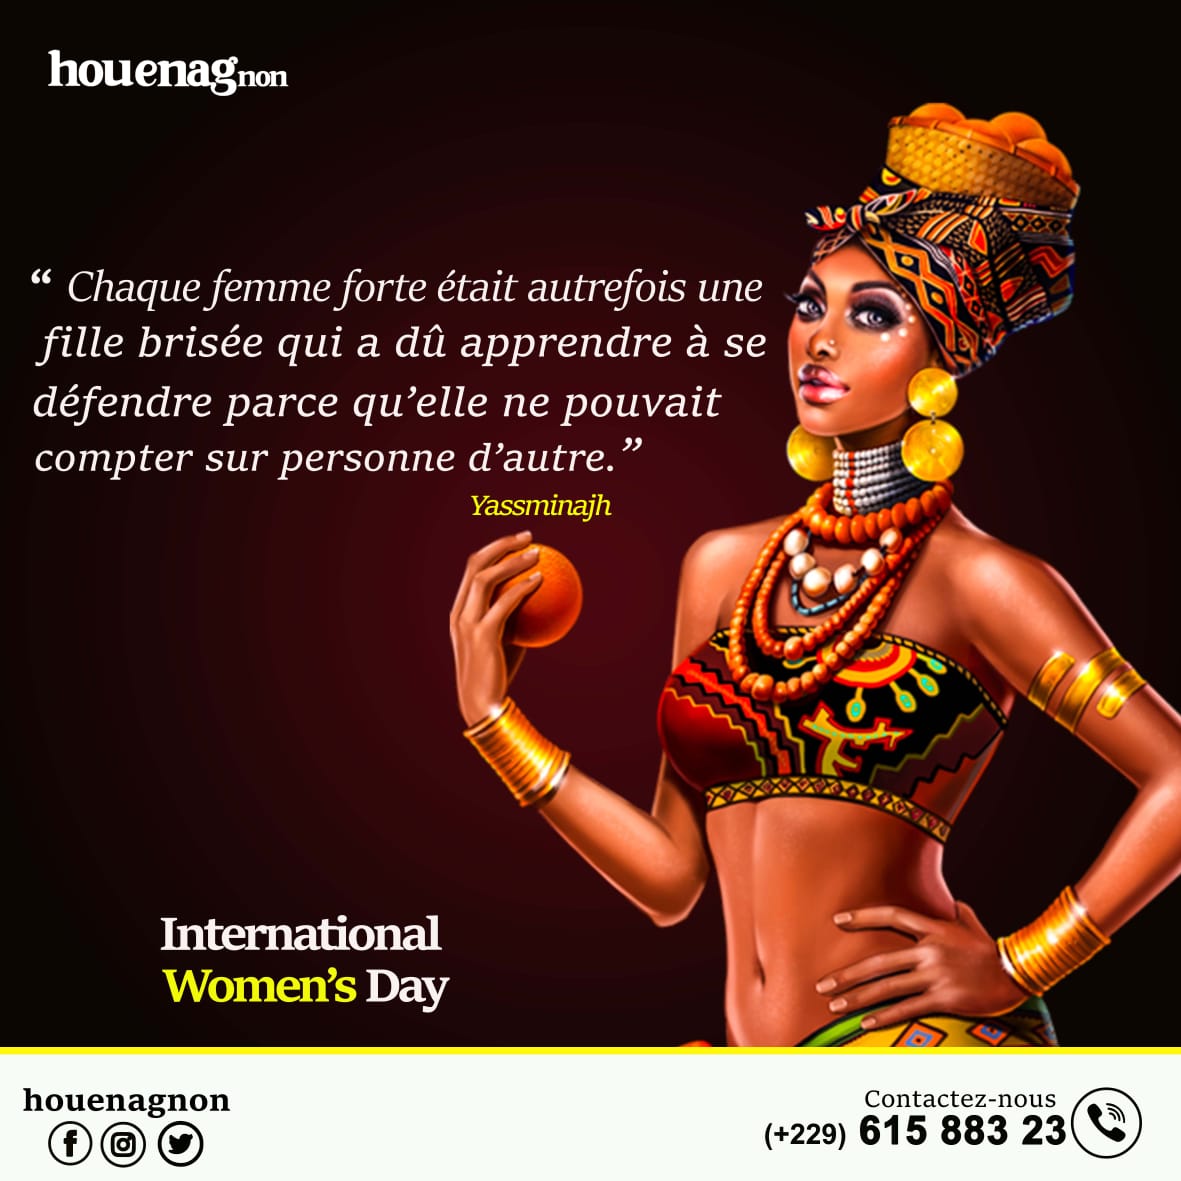 houenagnon
“ Chaque femme forte était autrefois une
fille brisée qui a dû apprendre à se
défendre parce qu’elle ne pouvait
compter sur personne d’autre.”
Yassminajh
International
Women’s Day
houenagnon
Contactez-nous
(+229) 615 883 23